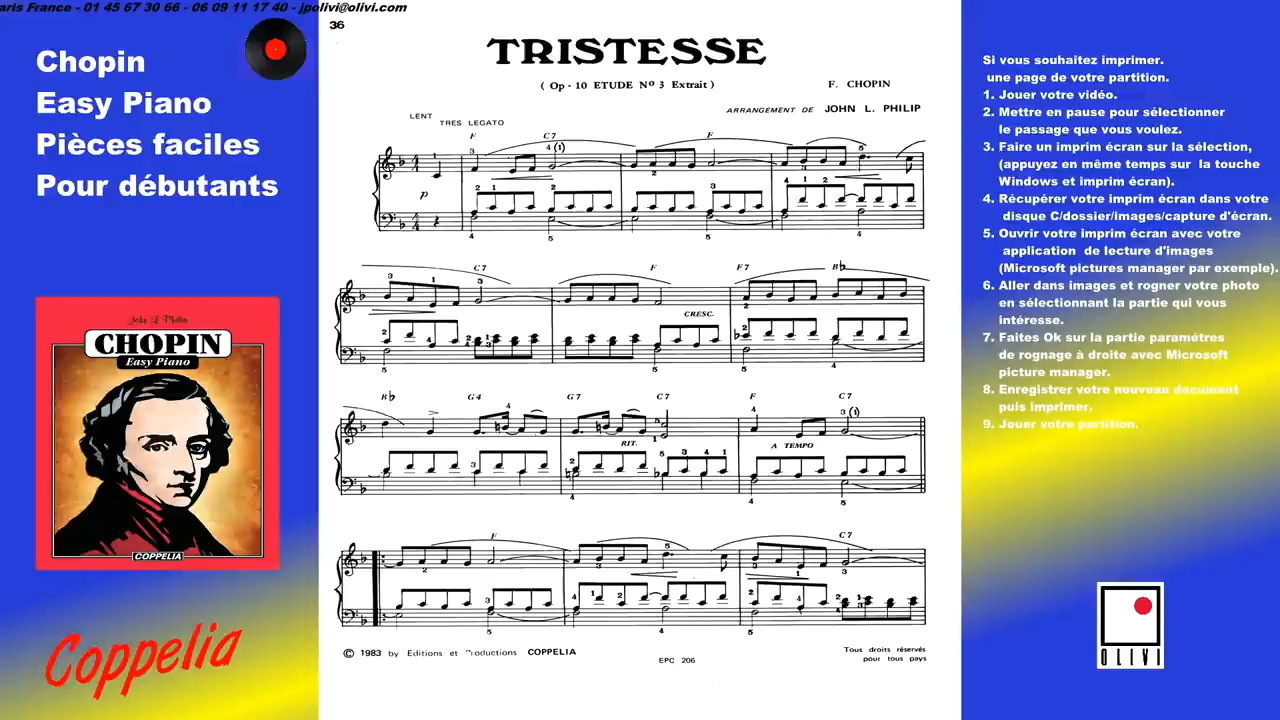 aris France - 01 45 67 30 66 - 06 09 11 17 40 - jpolivi@olivi.com
Chopin
Easy Piano
Pièces faciles
Pour débutants
John L. Philip
CHOPIN
Easy Piano
COPPELIA
Coppelia
36
TRISTESSE
( Op - 10 ETUDE Nº 3 Extrait )
F. CHOPIN
ARRANGEMENT DE JOHN L. PHILIP
LENT
TRES LEGATO
F C7 F
p
C7 F F7 B♭
CRESC.
B♭ G4 G7 C7 F C7
RIT.
A TEMPO
F C7
© 1983 by Editions et Productions COPPELIA
EPC 206
Tous droits réservés
pour tous pays
Si vous souhaitez imprimer.
une page de votre partition.
1. Jouer votre vidéo.
2. Mettre en pause pour sélectionner
le passage que vous voulez.
3. Faire un imprim écran sur la sélection,
(appuyez en même temps sur la touche
Windows et imprim écran).
4. Récupérer votre imprim écran dans votre
disque C/dossier/images/capture d'écran.
5. Ouvrir votre imprim écran avec votre
application de lecture d'images
(Microsoft pictures manager par exemple).
6. Aller dans images et rogner votre photo
en sélectionnant la partie qui vous
intéresse.
7. Faites Ok sur la partie paramétres
de rognage à droite avec Microsoft
picture manager.
8. Enregistrer votre nouveau document
puis imprimer.
9. Jouer votre partition.
OLIVI